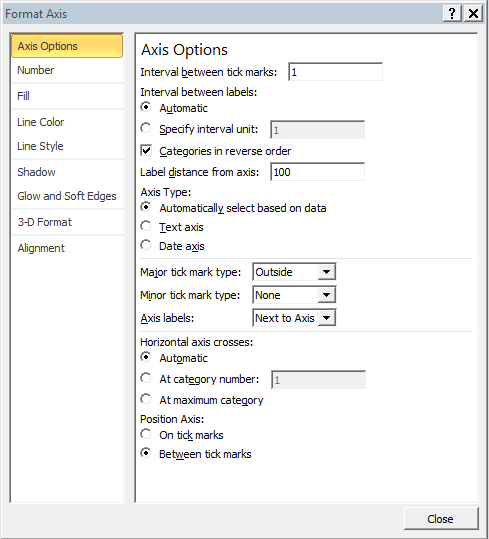 Format Axis
Axis Options
Number
Fill
Line Color
Line Style
Shadow
Glow and Soft Edges
3-D Format
Alignment
Axis Options
Interval between tick marks: 1
Interval between labels:
Automatic
Specify interval unit: 1
Categories in reverse order
Label distance from axis: 100
Axis Type:
Automatically select based on data
Text axis
Date axis
Major tick mark type: Outside
Minor tick mark type: None
Axis labels: Next to Axis
Horizontal axis crosses:
Automatic
At category number: 1
At maximum category
Position Axis:
On tick marks
Between tick marks
Close